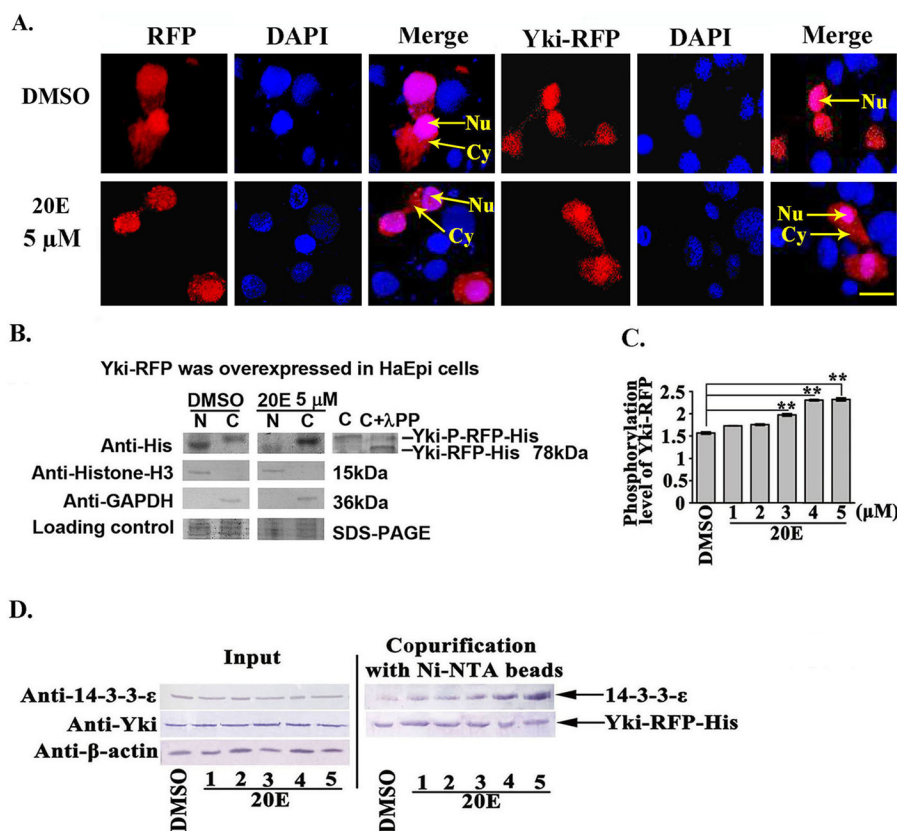 A.
RFP DAPI Merge Yki-RFP DAPI Merge
DMSO
Nu
Cy
Nu
20E
5 μM
Nu
Cy
Nu
Cy
B.
Yki-RFP was overexpressed in HaEpi cells
DMSO 20E 5 μM
N C N C C C+λPP
Anti-His
Yki-P-RFP-His
Yki-RFP-His 78kDa
Anti-Histone-H3 15kDa
Anti-GAPDH 36kDa
Loading control SDS-PAGE
C.
Phosphorylation
level of Yki-RFP
2.5
2
1.5
1
0.5
0
** ** **
DMSO 1 2 3 4 5 (μM)
20E
D.
Input
Copurification
with Ni-NTA beads
Anti-14-3-3-ε 14-3-3-ε
Anti-Yki Yki-RFP-His
Anti-β-actin
DMSO 1 2 3 4 5
20E
DMSO 1 2 3 4 5
20E